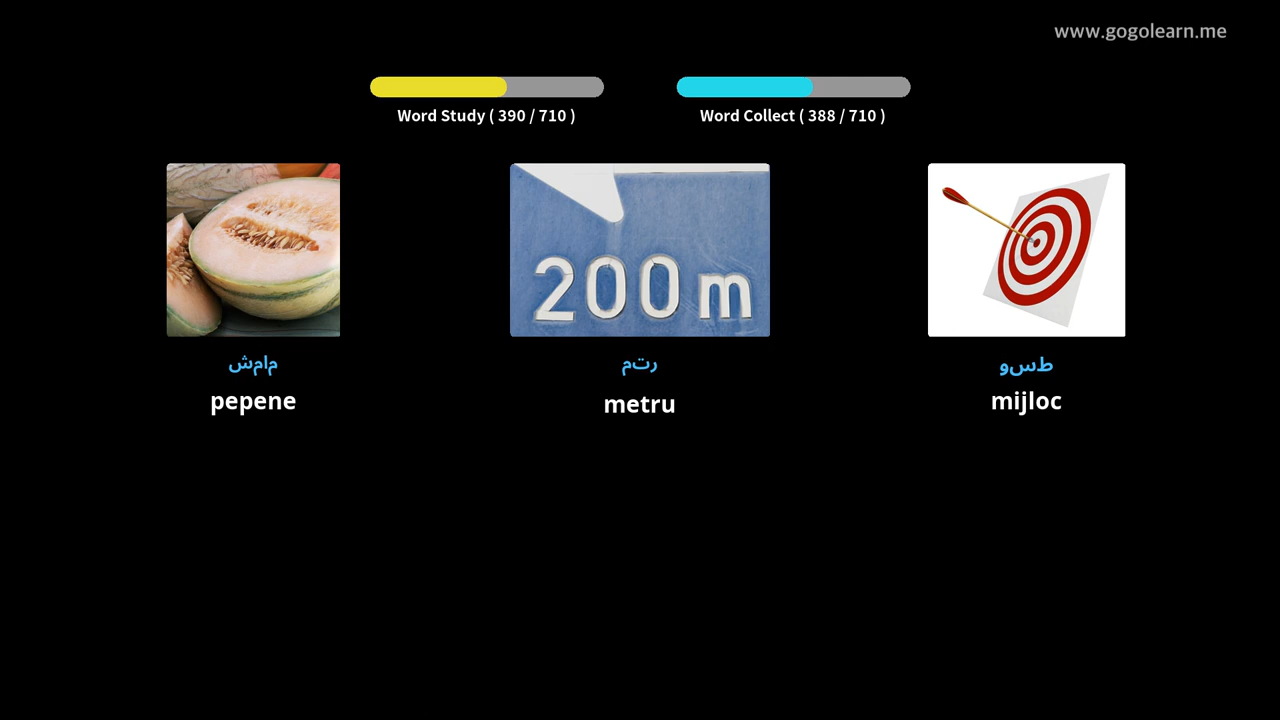 www.gogolearn.me
Word Study ( 390 / 710 )
Word Collect ( 388 / 710 )
مامش
رتم
طسو
pepene
metru
mijloc
200 m